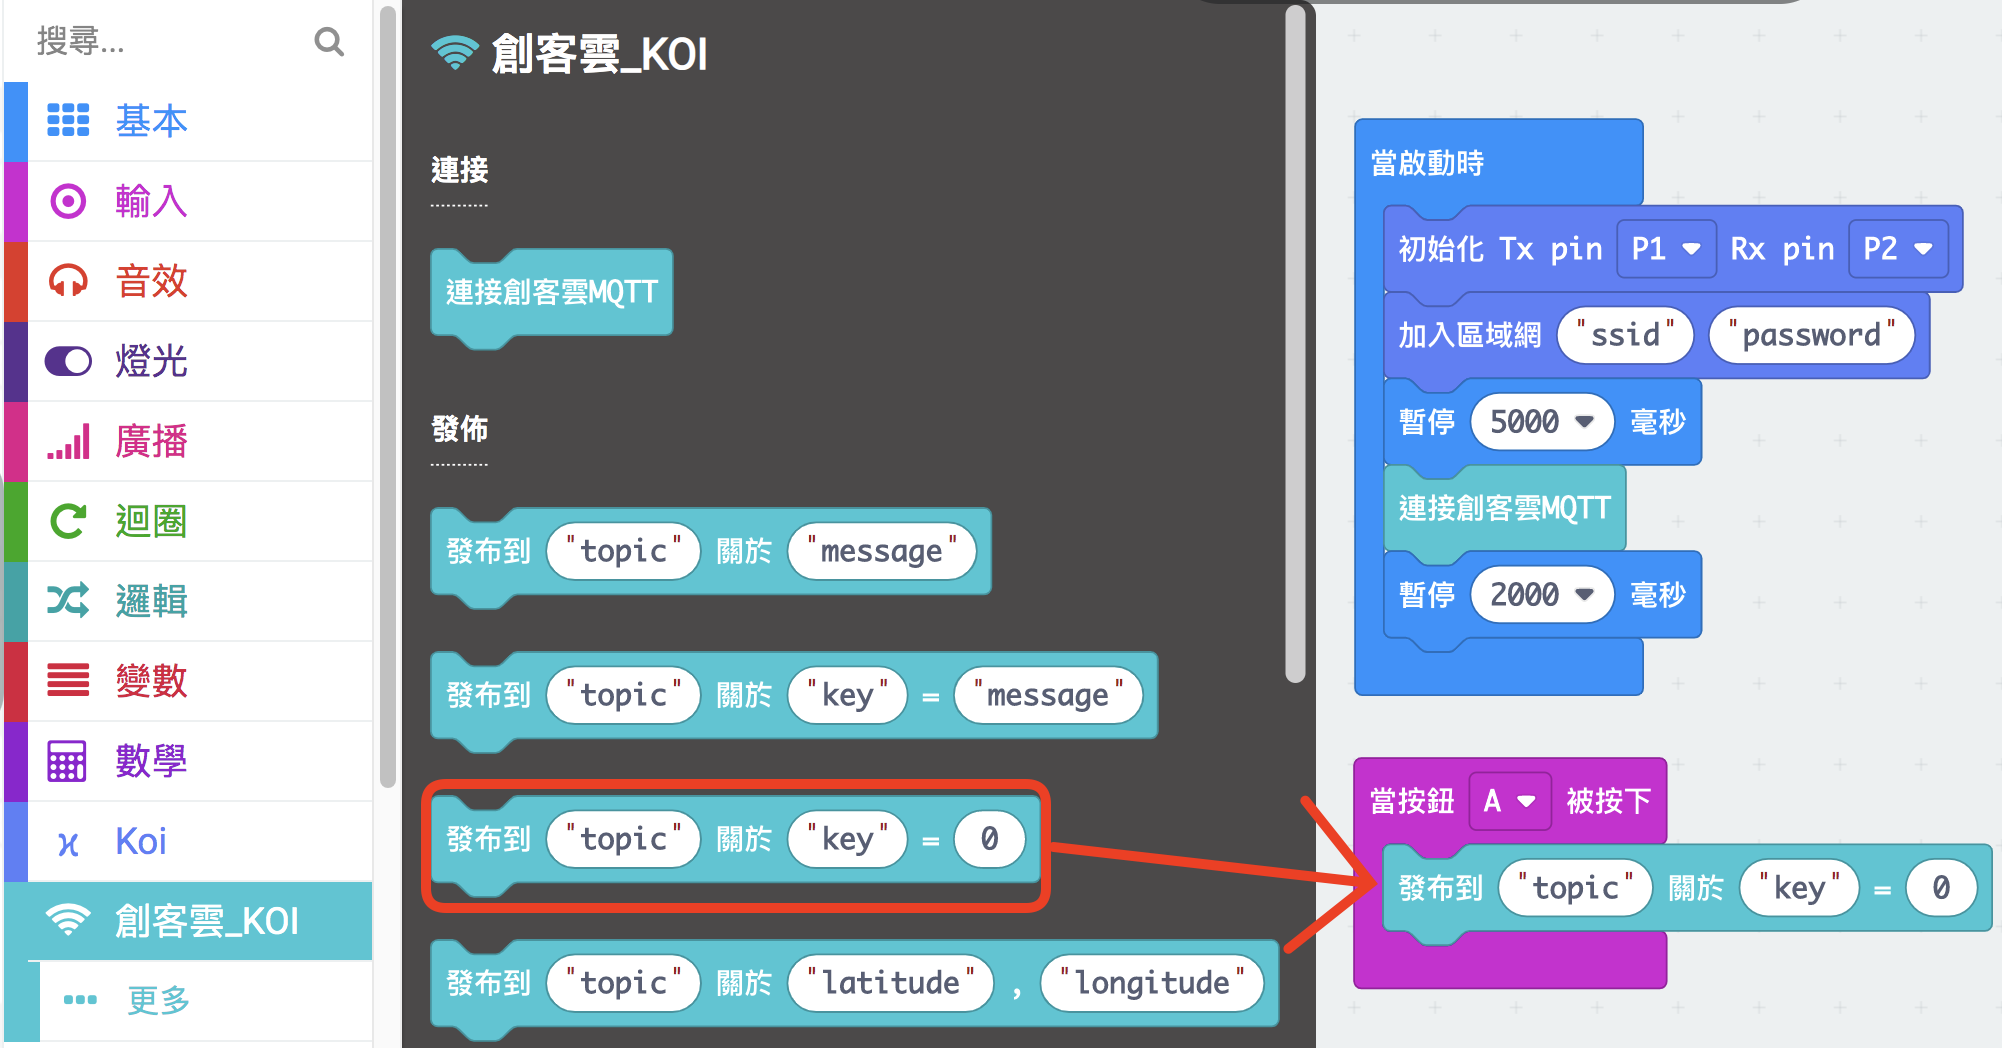 搜尋...
基本
輸入
音效
燈光
廣播
迴圈
邏輯
變數
數學
Koi
創客雲_KOI
更多
創客雲_KOI
連接
連接創客雲MQTT
發佈
發布到 "topic" 關於 "message"
發布到 "topic" 關於 "key" = "message"
發布到 "topic" 關於 "key" = 0
發布到 "topic" 關於 "latitude" , "longitude"
當啟動時
初始化 Tx pin P1 Rx pin P2
加入區域網 "ssid" "password"
暫停 5000 毫秒
連接創客雲MQTT
暫停 2000 毫秒
當按鈕 A 被按下
發布到 "topic" 關於 "key" = 0